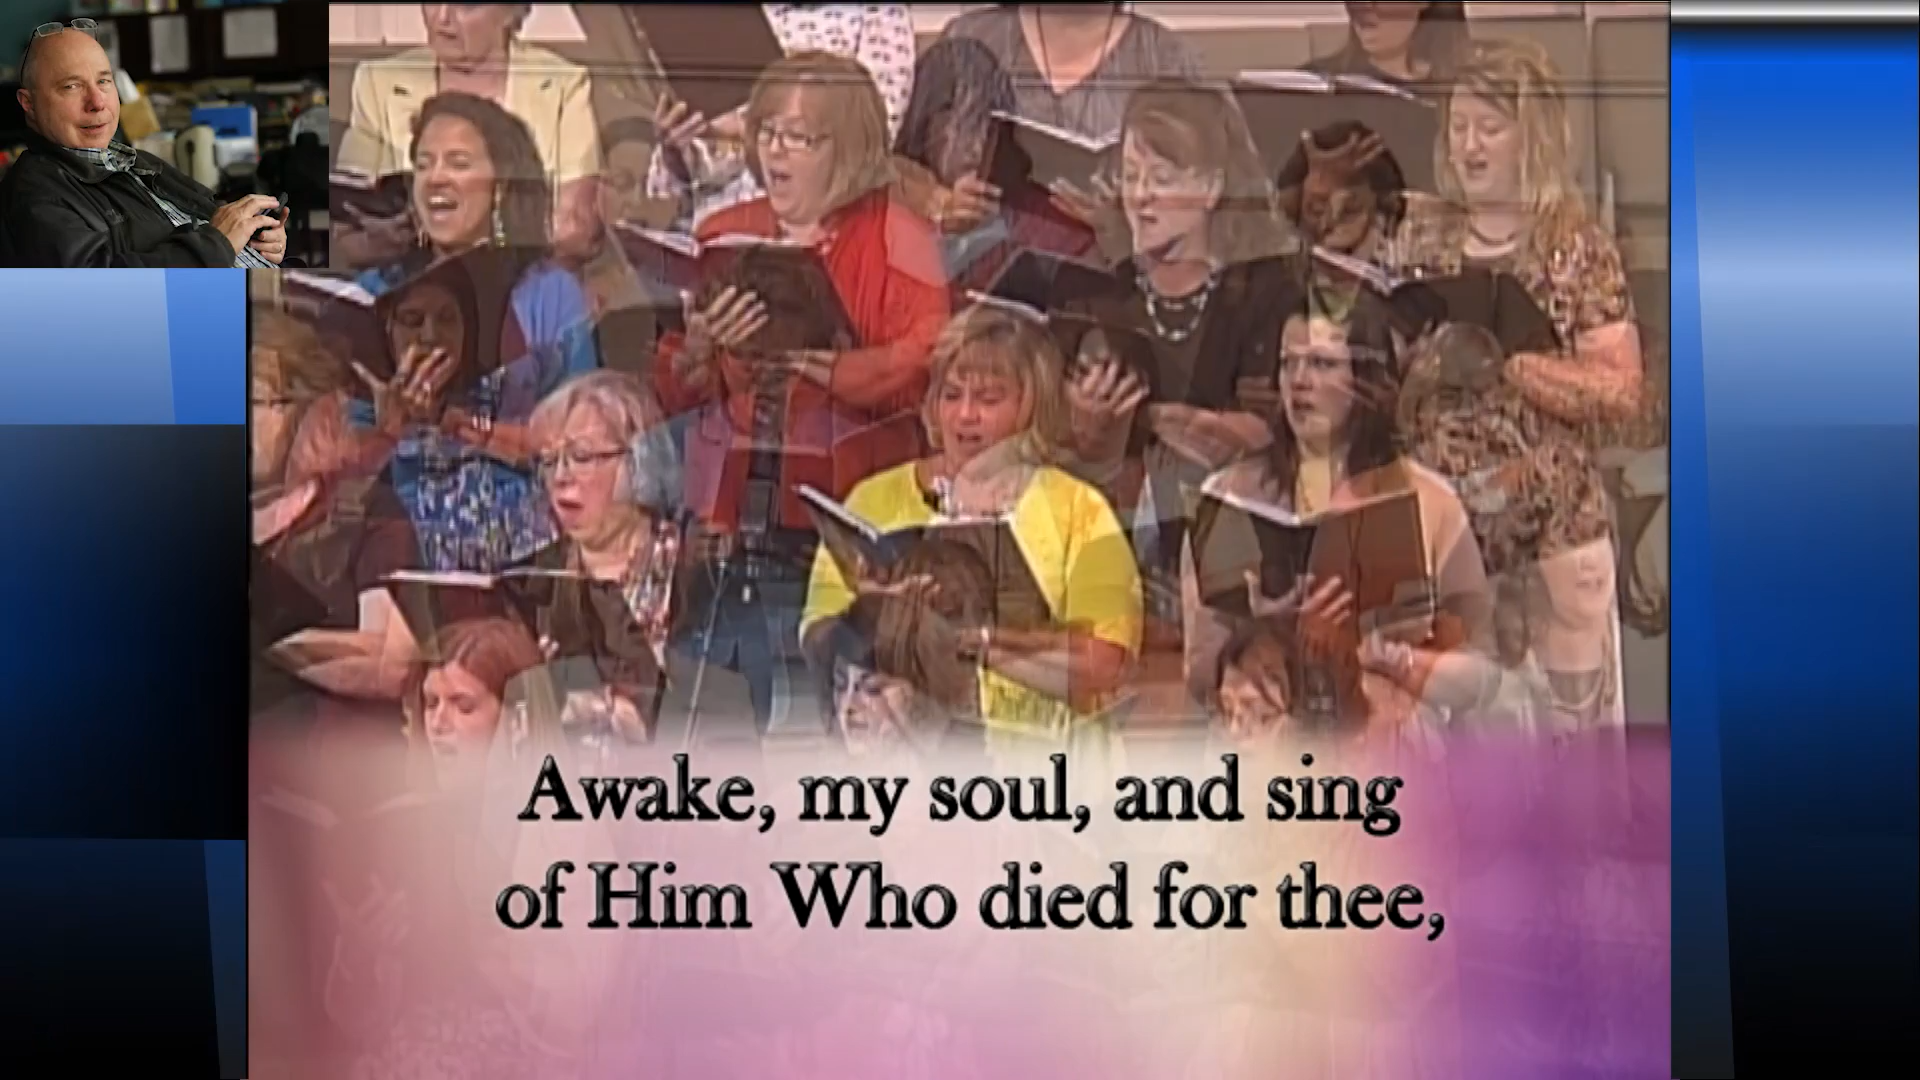 Awake, my soul, and sing
of Him Who died for thee,